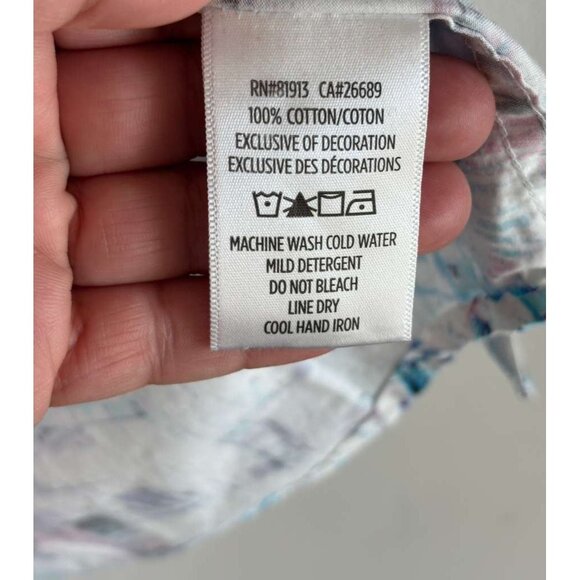 RN#81913 CA#26689
100% COTTON/COTON
EXCLUSIVE OF DECORATION
EXCLUSIVE DES DÉCORATIONS
MACHINE WASH COLD WATER
MILD DETERGENT
DO NOT BLEACH
LINE DRY
COOL HAND IRON